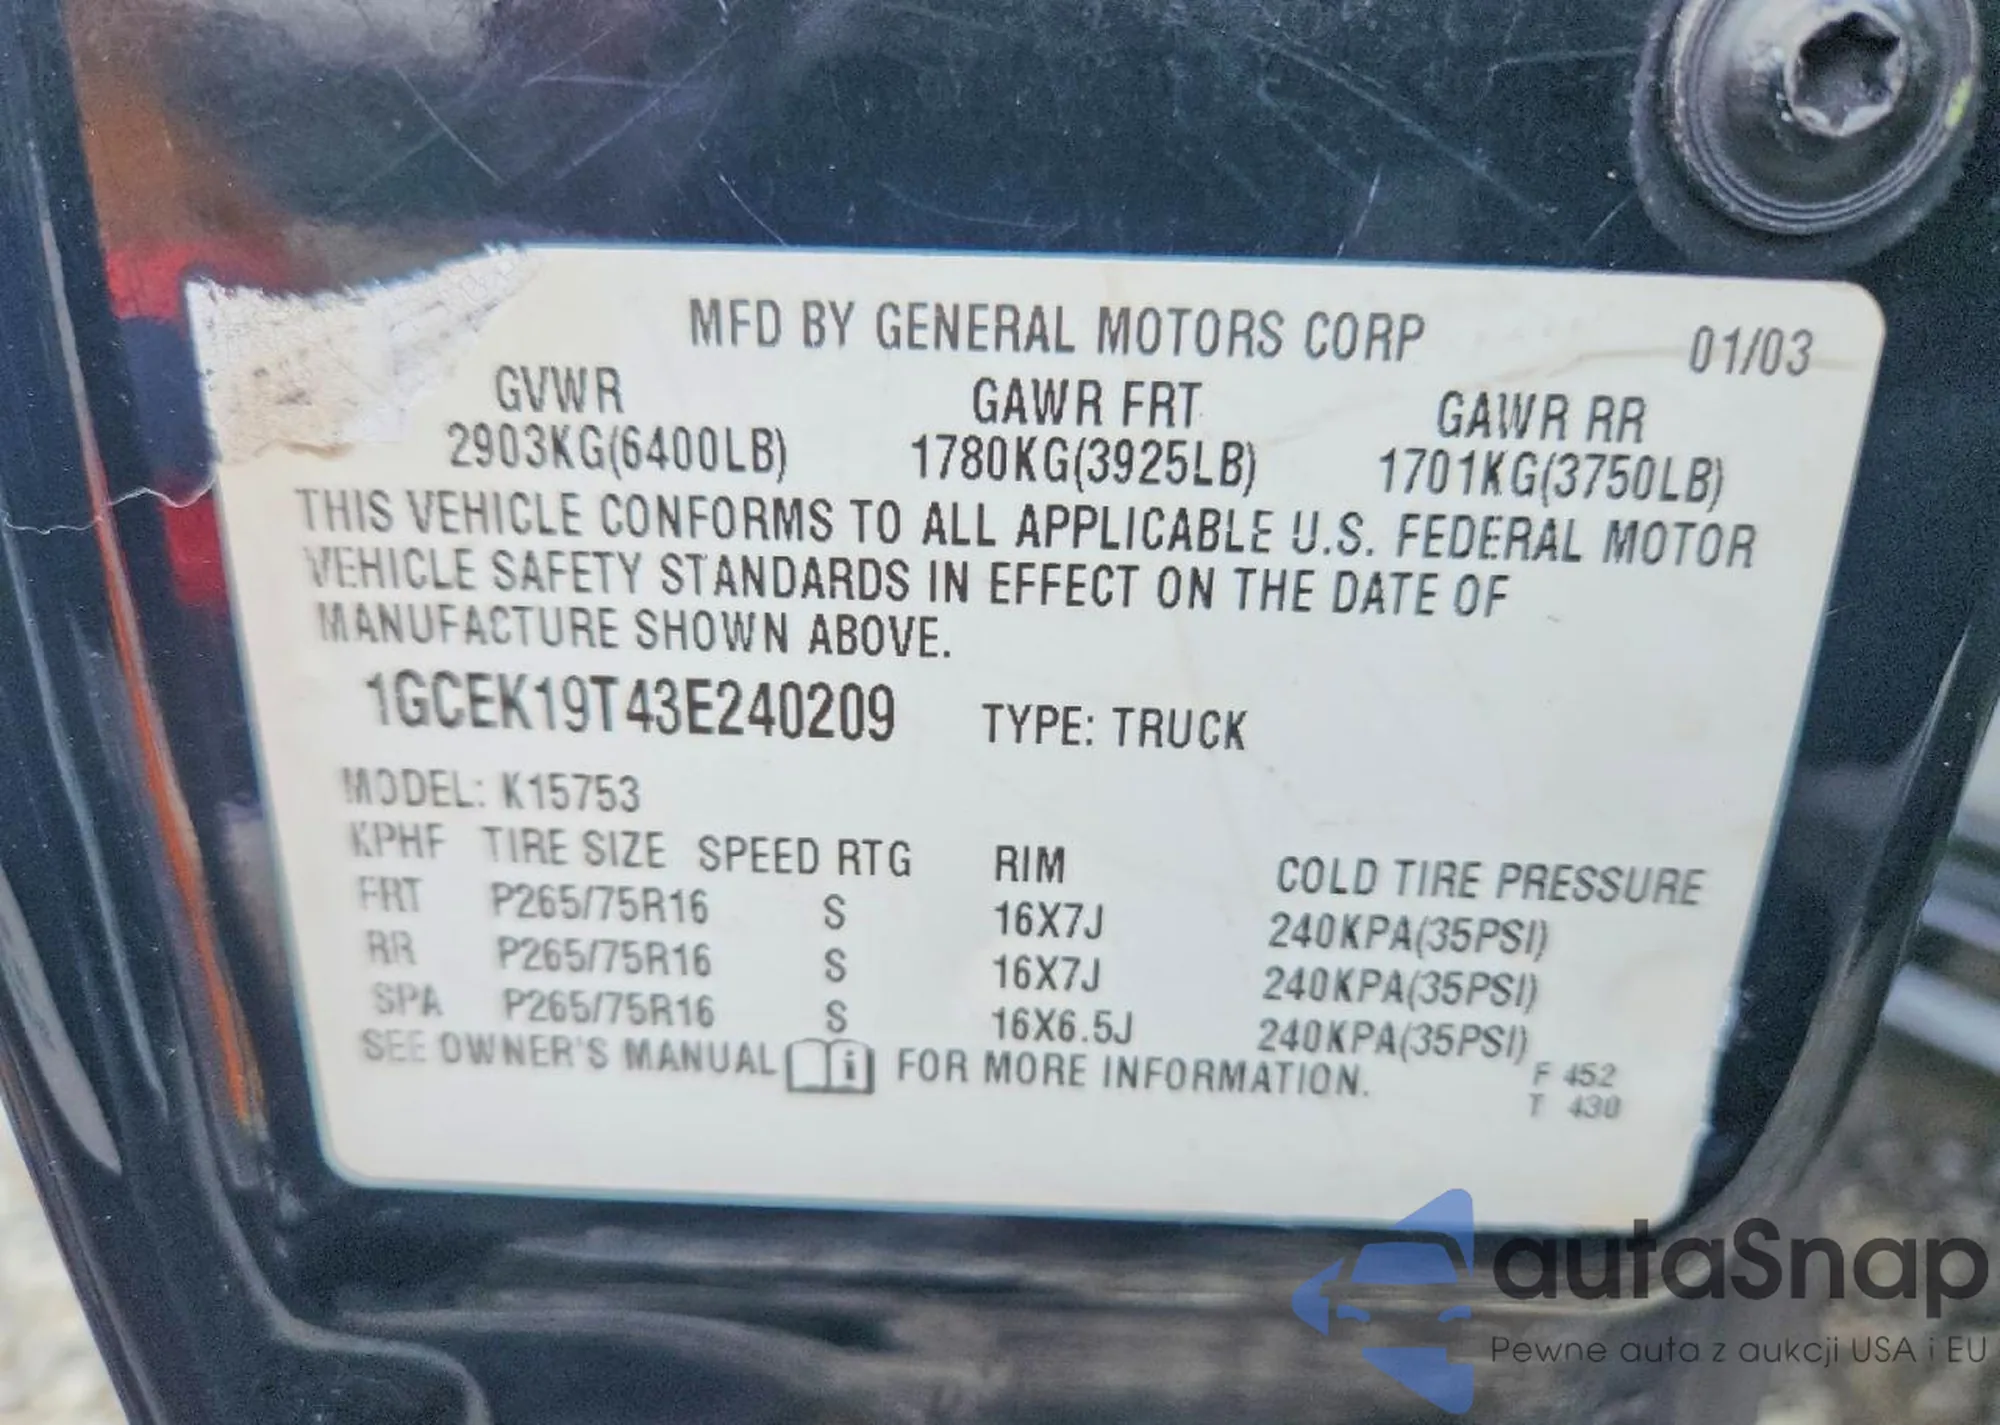 MFD BY GENERAL MOTORS CORP 01/03
GVWR GAWR FRT GAWR RR
2903KG(6400LB) 1780KG(3925LB) 1701KG(3750LB)
THIS VEHICLE CONFORMS TO ALL APPLICABLE U.S. FEDERAL MOTOR
VEHICLE SAFETY STANDARDS IN EFFECT ON THE DATE OF
MANUFACTURE SHOWN ABOVE.
1GCEK19T43E240209 TYPE: TRUCK
MODEL: K15753
KPHF TIRE SIZE SPEED RTG RIM COLD TIRE PRESSURE
FRT P265/75R16 S 16X7J 240KPA(35PSI)
RR P265/75R16 S 16X7J 240KPA(35PSI)
SPA P265/75R16 S 16X6.5J 240KPA(35PSI)
SEE OWNER'S MANUAL i FOR MORE INFORMATION.
F 452
T 430
autaSnap
Pewne auta z aukcji USA i EU